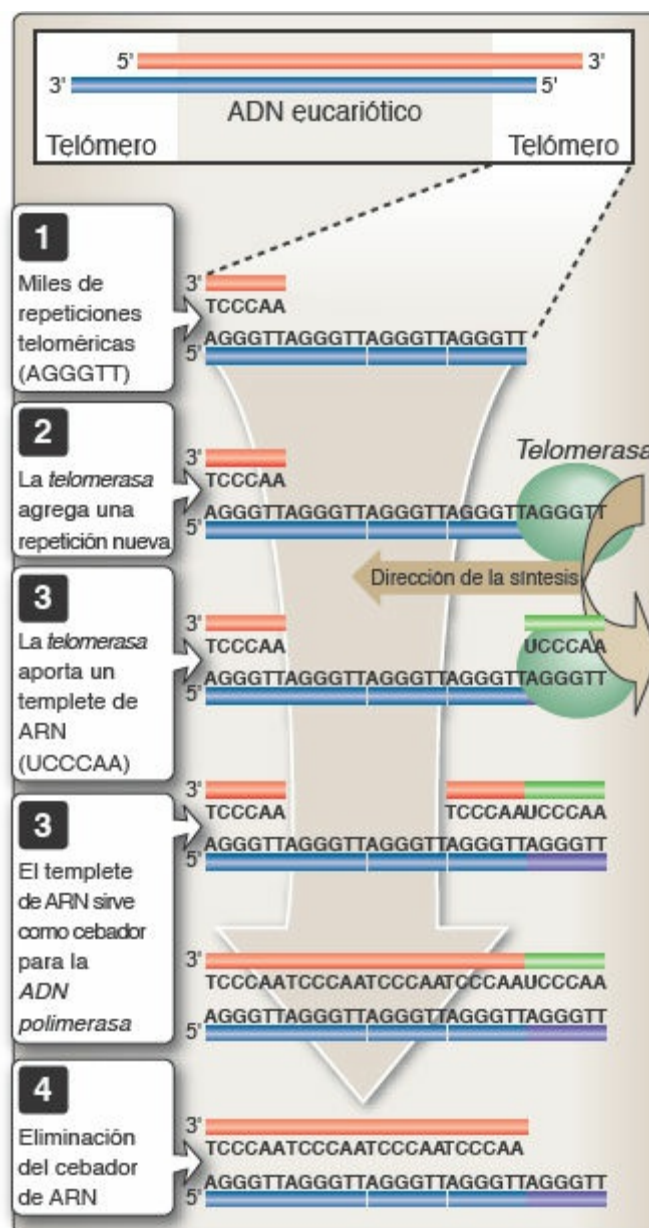 5'
3'
3'
5'
ADN eucariótico
Telómero
Telómero
1
Miles de
repeticiones
teloméricas
(AGGGTT)
3'
TCCCAA
AGGGTTAGGGTTAGGGTTAGGGTT
5'
2
La telomerasa
agrega una
repetición nueva
3'
TCCCAA
Telomerasa
AGGGTTAGGGTTAGGGTTAGGGTTAGGGTT
5'
Dirección de la síntesis
3
La telomerasa
aporta un
templete de
ARN
(UCCCAA)
3'
TCCCAA
UCCCAA
AGGGTTAGGGTTAGGGTTAGGGTTAGGGTT
5'
3
El templete
de ARN sirve
como cebador
para la
ADN
polimerasa
3'
TCCCAA
TCCCAAUCCCAA
AGGGTTAGGGTTAGGGTTAGGGTTAGGGTT
5'
3'
TCCCAATCCCAATCCCAATCCCAAUCCCAA
AGGGTTAGGGTTAGGGTTAGGGTTAGGGTT
5'
4
Eliminación
del cebador
de ARN
3'
TCCCAATCCCAATCCCAATCCCAA
AGGGTTAGGGTTAGGGTTAGGGTTAGGGTT
5'